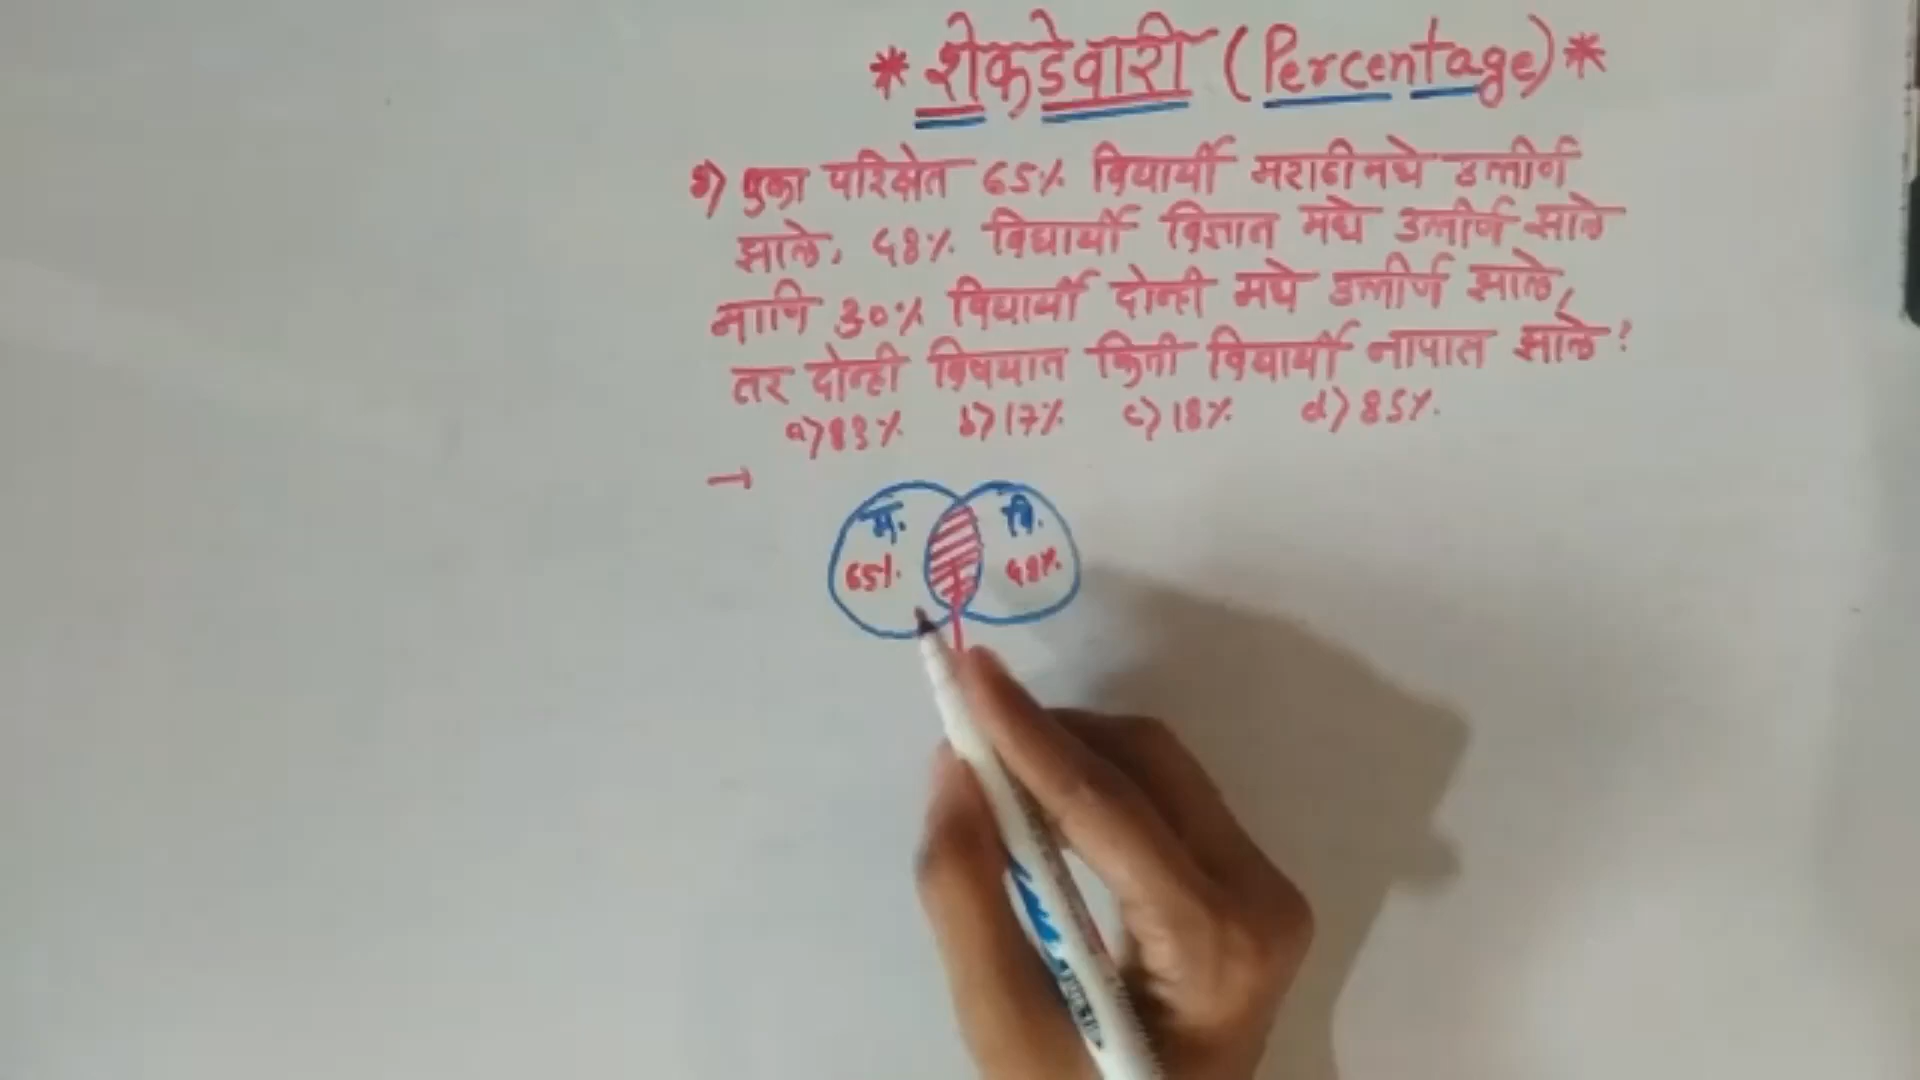 * शेकडेवारी (Percentage) *
१) एका परिक्षेत 65% विद्यार्थी मराठीमधे उत्तीर्ण
झाले, 48% विद्यार्थी विज्ञान मधे उत्तीर्ण झाले
आणि 30% विद्यार्थी दोन्ही मधे उत्तीर्ण झाले,
तर दोन्ही विषयात किती विद्यार्थी नापास झाले?
a) 83% b) 17% c) 18% d) 85%
→
म. वि.
65% 48%